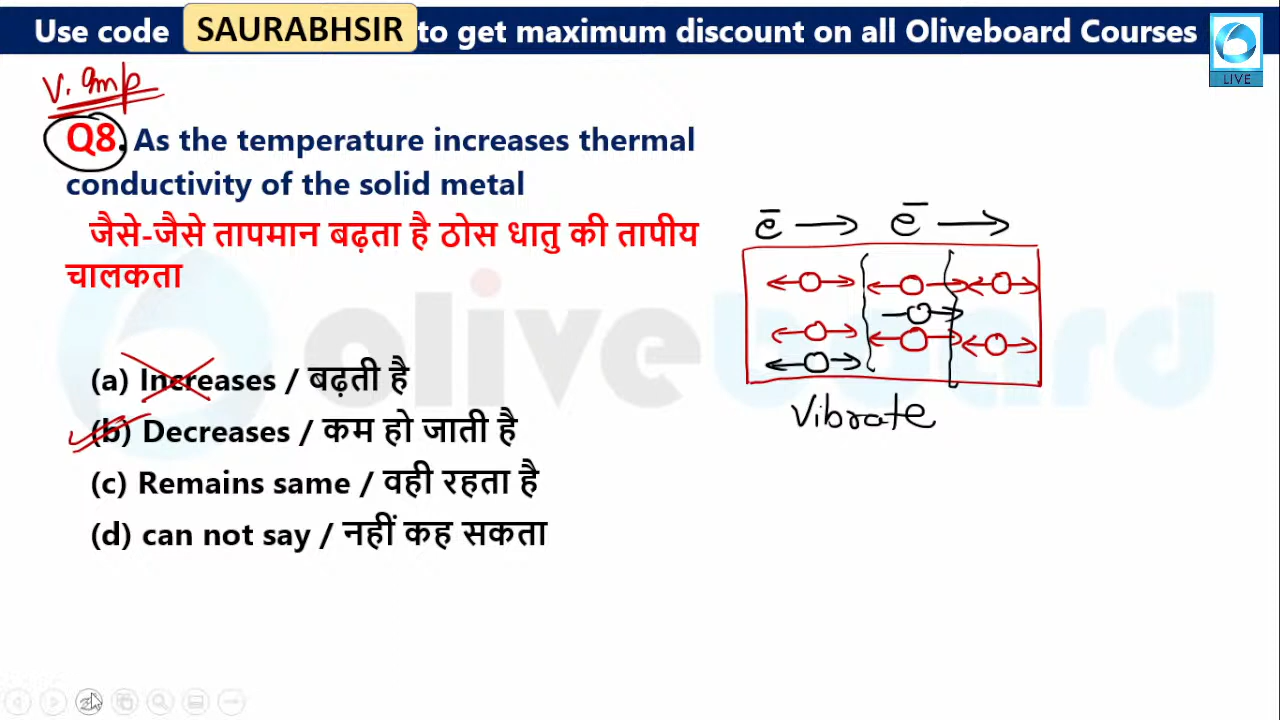 Use code SAURABHSIR to get maximum discount on all Oliveboard Courses
LIVE
V. Imp
Q8. As the temperature increases thermal
conductivity of the solid metal
जैसे-जैसे तापमान बढ़ता है ठोस धातु की तापीय
चालकता
e⁻ → e⁻ →
(a) Increases / बढ़ती है
(b) Decreases / कम हो जाती है
Vibrate
(c) Remains same / वही रहता है
(d) can not say / नहीं कह सकता
oliveboard